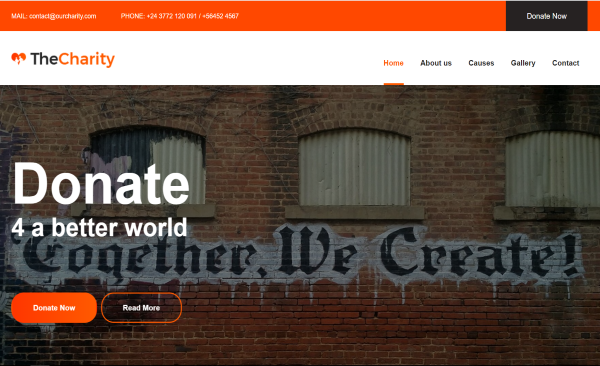 MAIL: contact@ourcharity.com PHONE: +24 3772 120 091 / +56452 4567 Donate Now
TheCharity Home About us Causes Gallery Contact
Donate
4 a better world
Together, We Create!
Donate Now Read More